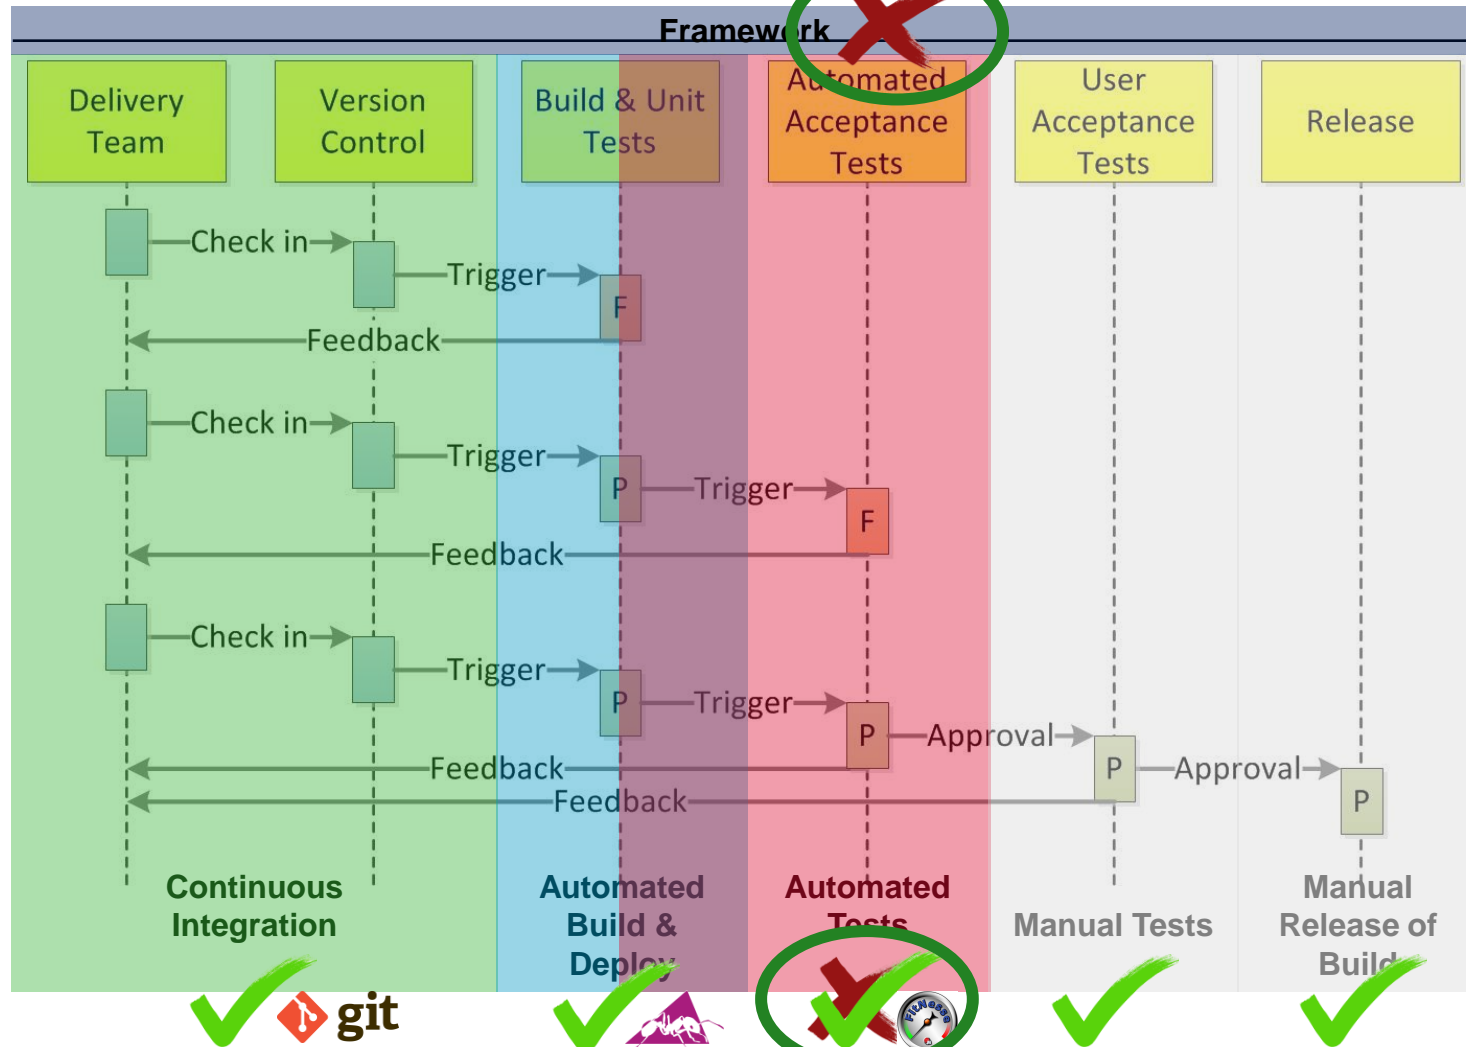 Framework
Delivery
Team
Version
Control
Build & Unit
Tests
Automated
Acceptance
Tests
User
Acceptance
Tests
Release
Check in
Trigger
F
Feedback
Check in
Trigger
P
Trigger
F
Feedback
Check in
Trigger
P
Trigger
P
Approval
P
Approval
P
Feedback
Feedback
Continuous
Integration
Automated
Build &
Deploy
Automated
Tests
Manual Tests
Manual
Release of
Build
git
FitNesse